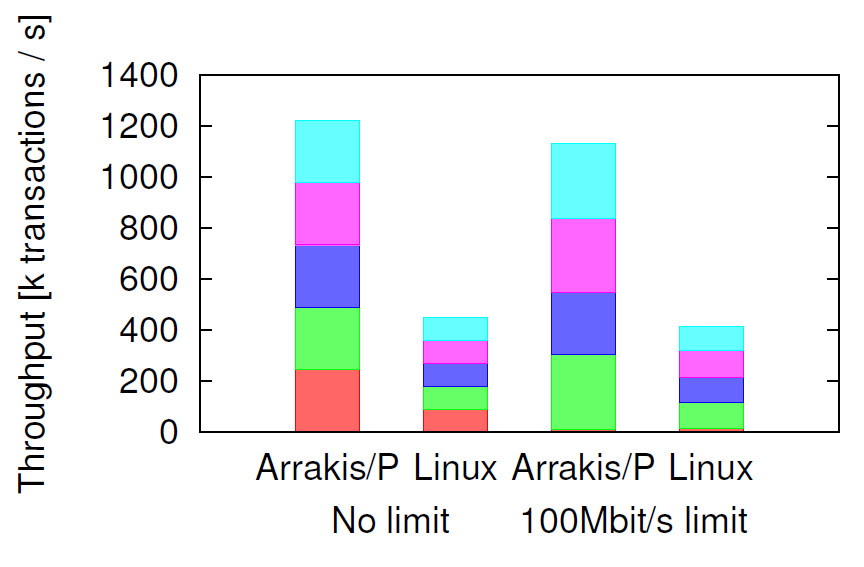 Throughput [k transactions / s]
1400
1200
1000
800
600
400
200
0
Arrakis/P Linux Arrakis/P Linux
No limit 100Mbit/s limit